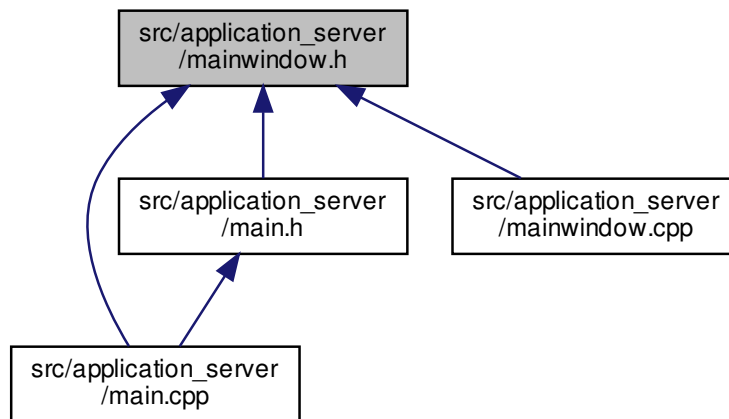 src/application_server
/mainwindow.h
src/application_server
/main.h
src/application_server
/mainwindow.cpp
src/application_server
/main.cpp